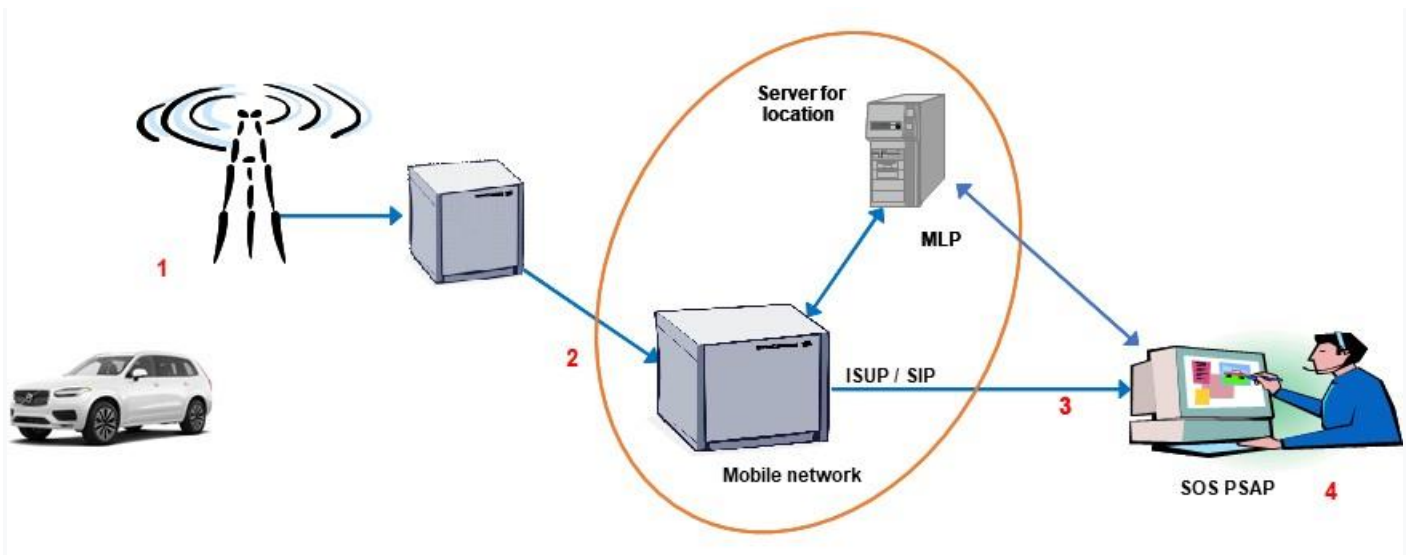 Server for
location
MLP
1
2
ISUP / SIP
3
Mobile network
SOS PSAP
4